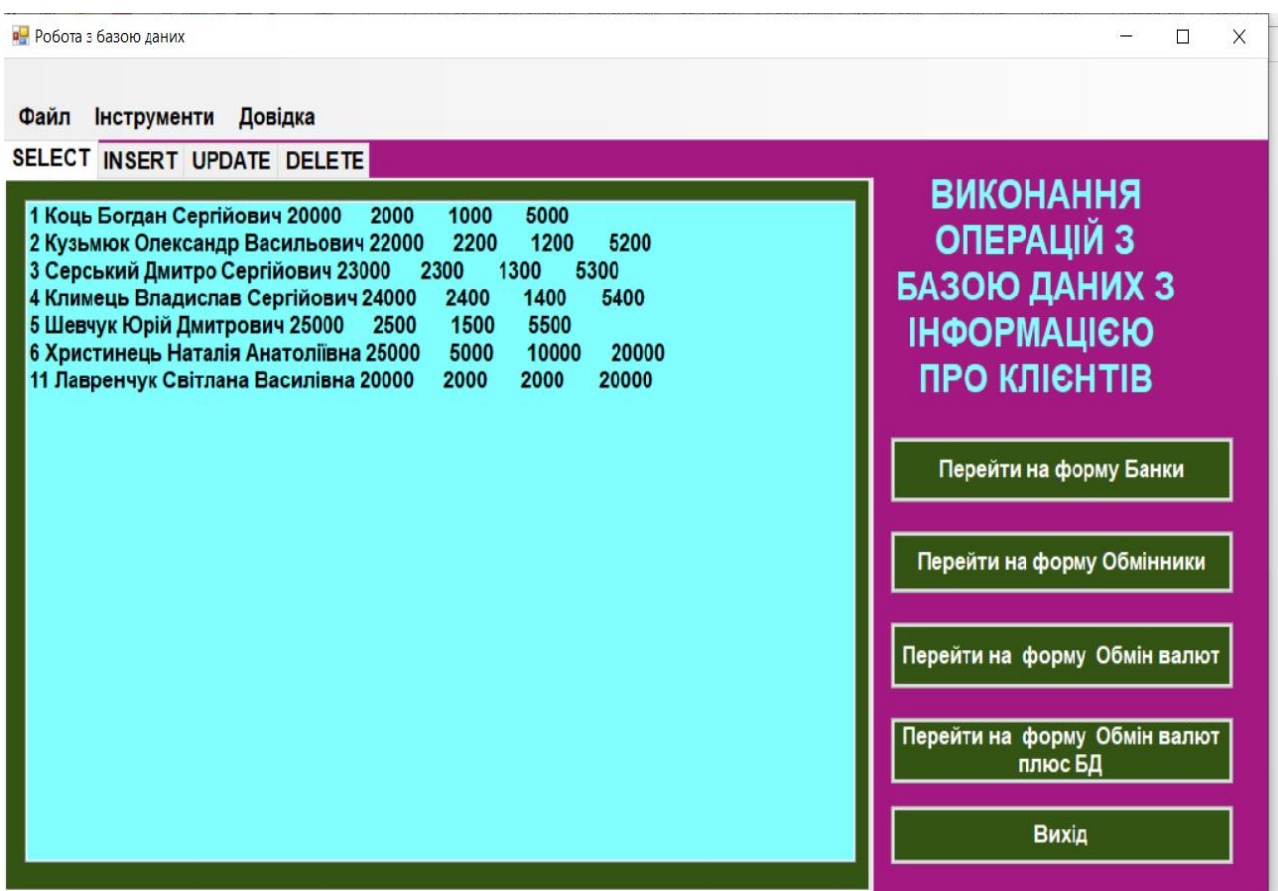 Робота з базою даних
Файл Інструменти Довідка
SELECT INSERT UPDATE DELETE
1 Коць Богдан Сергійович 20000 2000 1000 5000
2 Кузьмюк Олександр Васильович 22000 2200 1200 5200
3 Серський Дмитро Сергійович 23000 2300 1300 5300
4 Климець Владислав Сергійович 24000 2400 1400 5400
5 Шевчук Юрій Дмитрович 25000 2500 1500 5500
6 Христинець Наталія Анатоліївна 25000 5000 10000 20000
11 Лавренчук Світлана Василівна 20000 2000 2000 20000
ВИКОНАННЯ
ОПЕРАЦІЙ З
БАЗОЮ ДАНИХ З
ІНФОРМАЦІЄЮ
ПРО КЛІЄНТІВ
Перейти на форму Банки
Перейти на форму Обмінники
Перейти на форму Обмін валют
Перейти на форму Обмін валют
плюс БД
Вихід